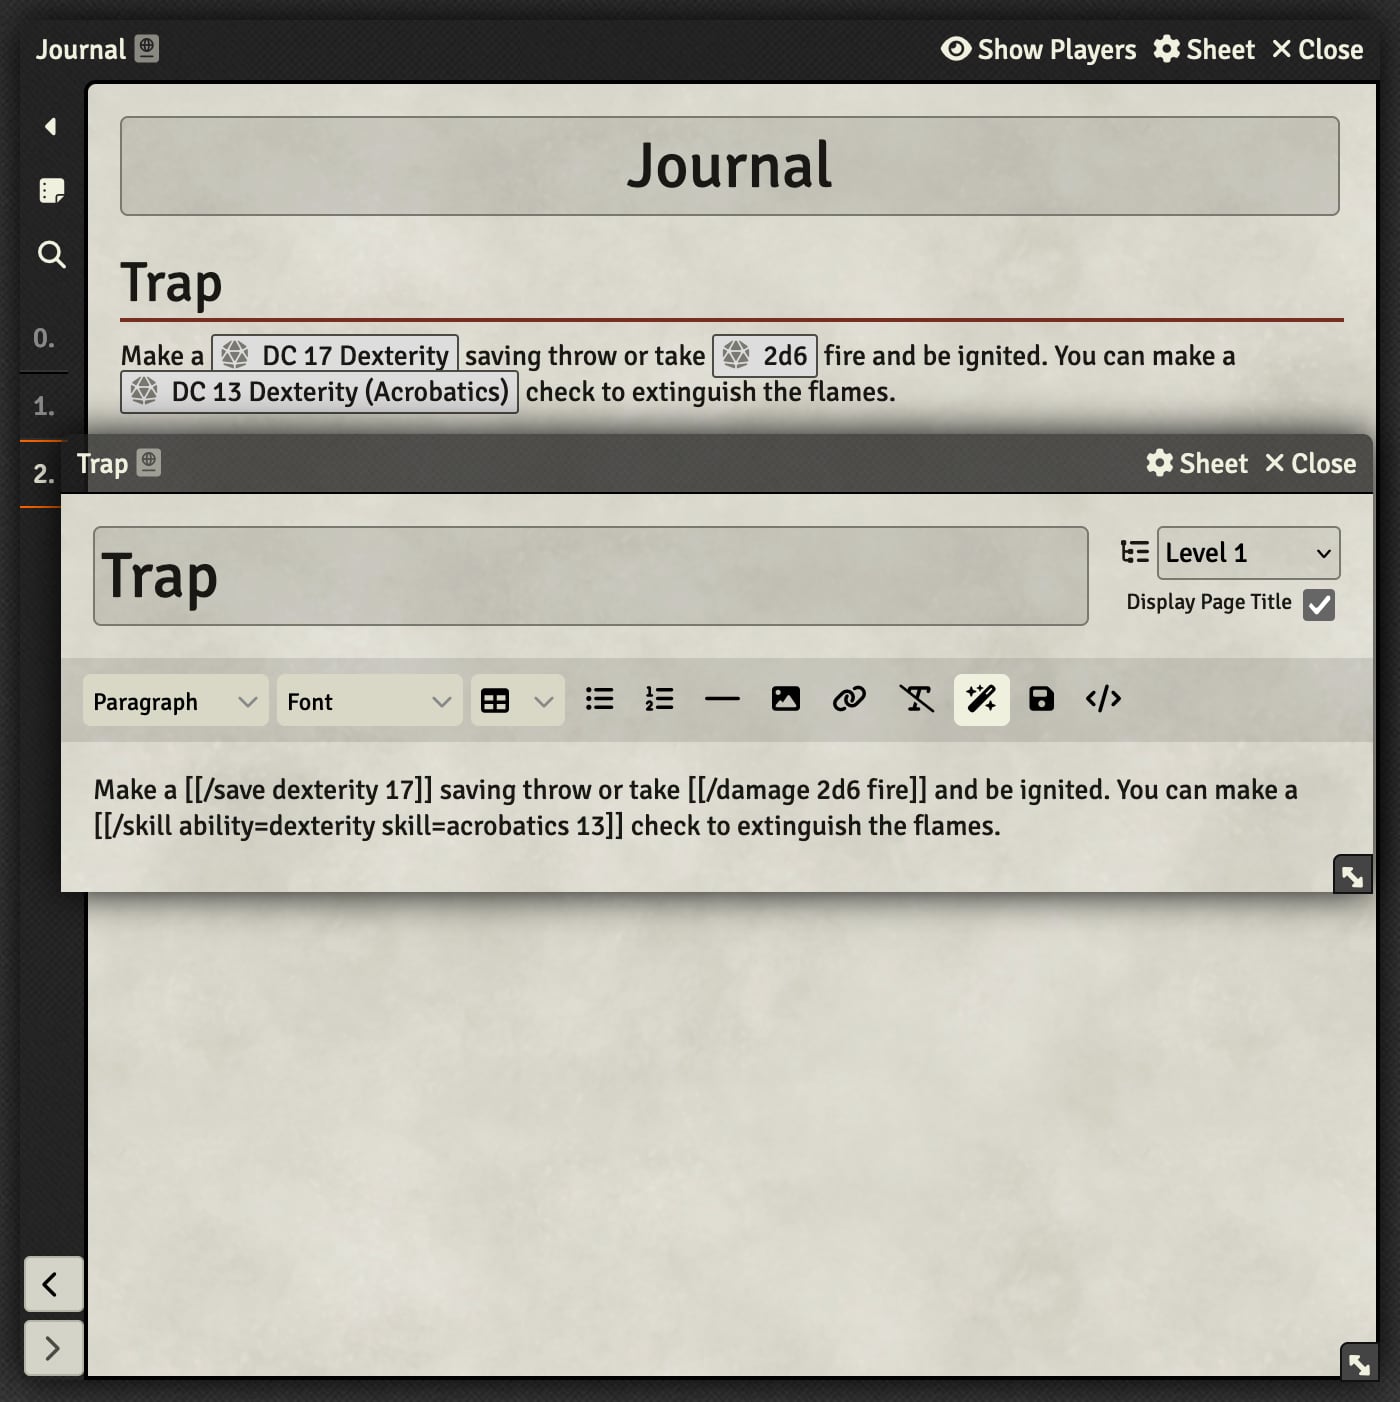 Journal
Show Players Sheet Close
Journal
Trap
Make a DC 17 Dexterity saving throw or take 2d6 fire and be ignited. You can make a
DC 13 Dexterity (Acrobatics) check to extinguish the flames.
0.
1.
2.
Trap
Sheet Close
Trap
Level 1
Display Page Title
Paragraph Font
Make a [[/save dexterity 17]] saving throw or take [[/damage 2d6 fire]] and be ignited. You can make a
[[/skill ability=dexterity skill=acrobatics 13]] check to extinguish the flames.